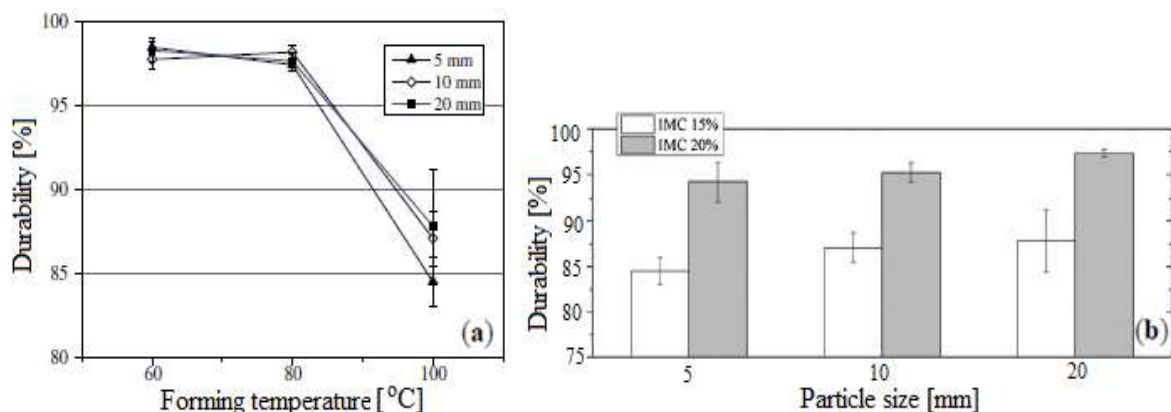 100
95
90
85
80
Durability [%]
5 mm
10 mm
20 mm
(a)
60 80 100
Forming temperature [°C]
IMC 15%
IMC 20%
100
95
90
85
80
75
Durability [%]
(b)
5 10 20
Particle size [mm]